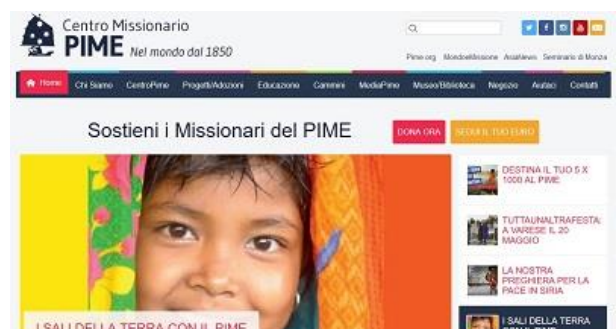 Centro Missionario
PIME Nel mondo dal 1850
Pime.org MondoeMissione AsiaNews Seminario di Monza
Home Chi Siamo CentroPime Progetti/Adozioni Educazione Cammini MediaPime Museo/Biblioteca Negozio Aiutaci Contatti
Sostieni i Missionari del PIME
DONA ORA
SEGUI IL TUO EURO
DESTINA IL TUO 5 X
1000 AL PIME
TUTTAUNALTRAFESTA:
A VARESE IL 20
MAGGIO
LA NOSTRA
PREGHIERA PER LA
PACE IN SIRIA
I SALI DELLA TERRA
CON IL PIME
I SALI DELLA TERRA CON IL PIME